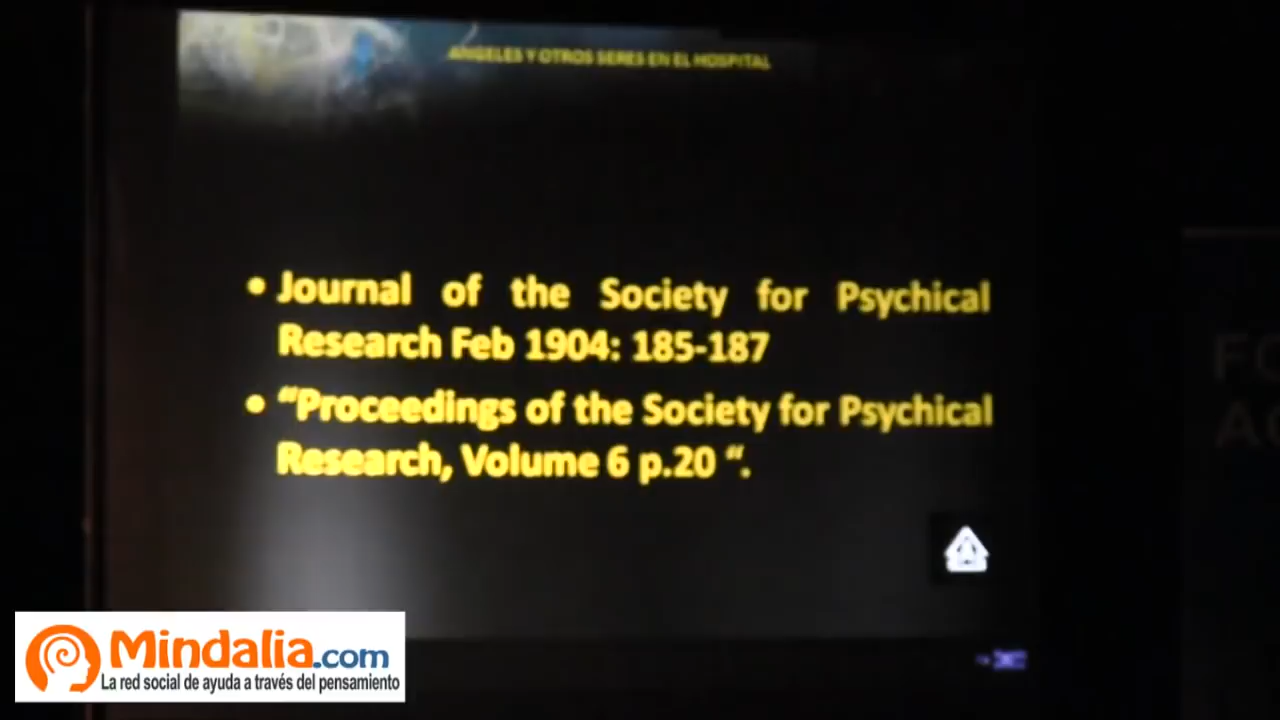 ANGELES Y OTROS SERES EN EL HOSPITAL
• Journal of the Society for Psychical
Research Feb 1904: 185-187
• “Proceedings of the Society for Psychical
Research, Volume 6 p.20 “.
Mindalia.com
La red social de ayuda a través del pensamiento